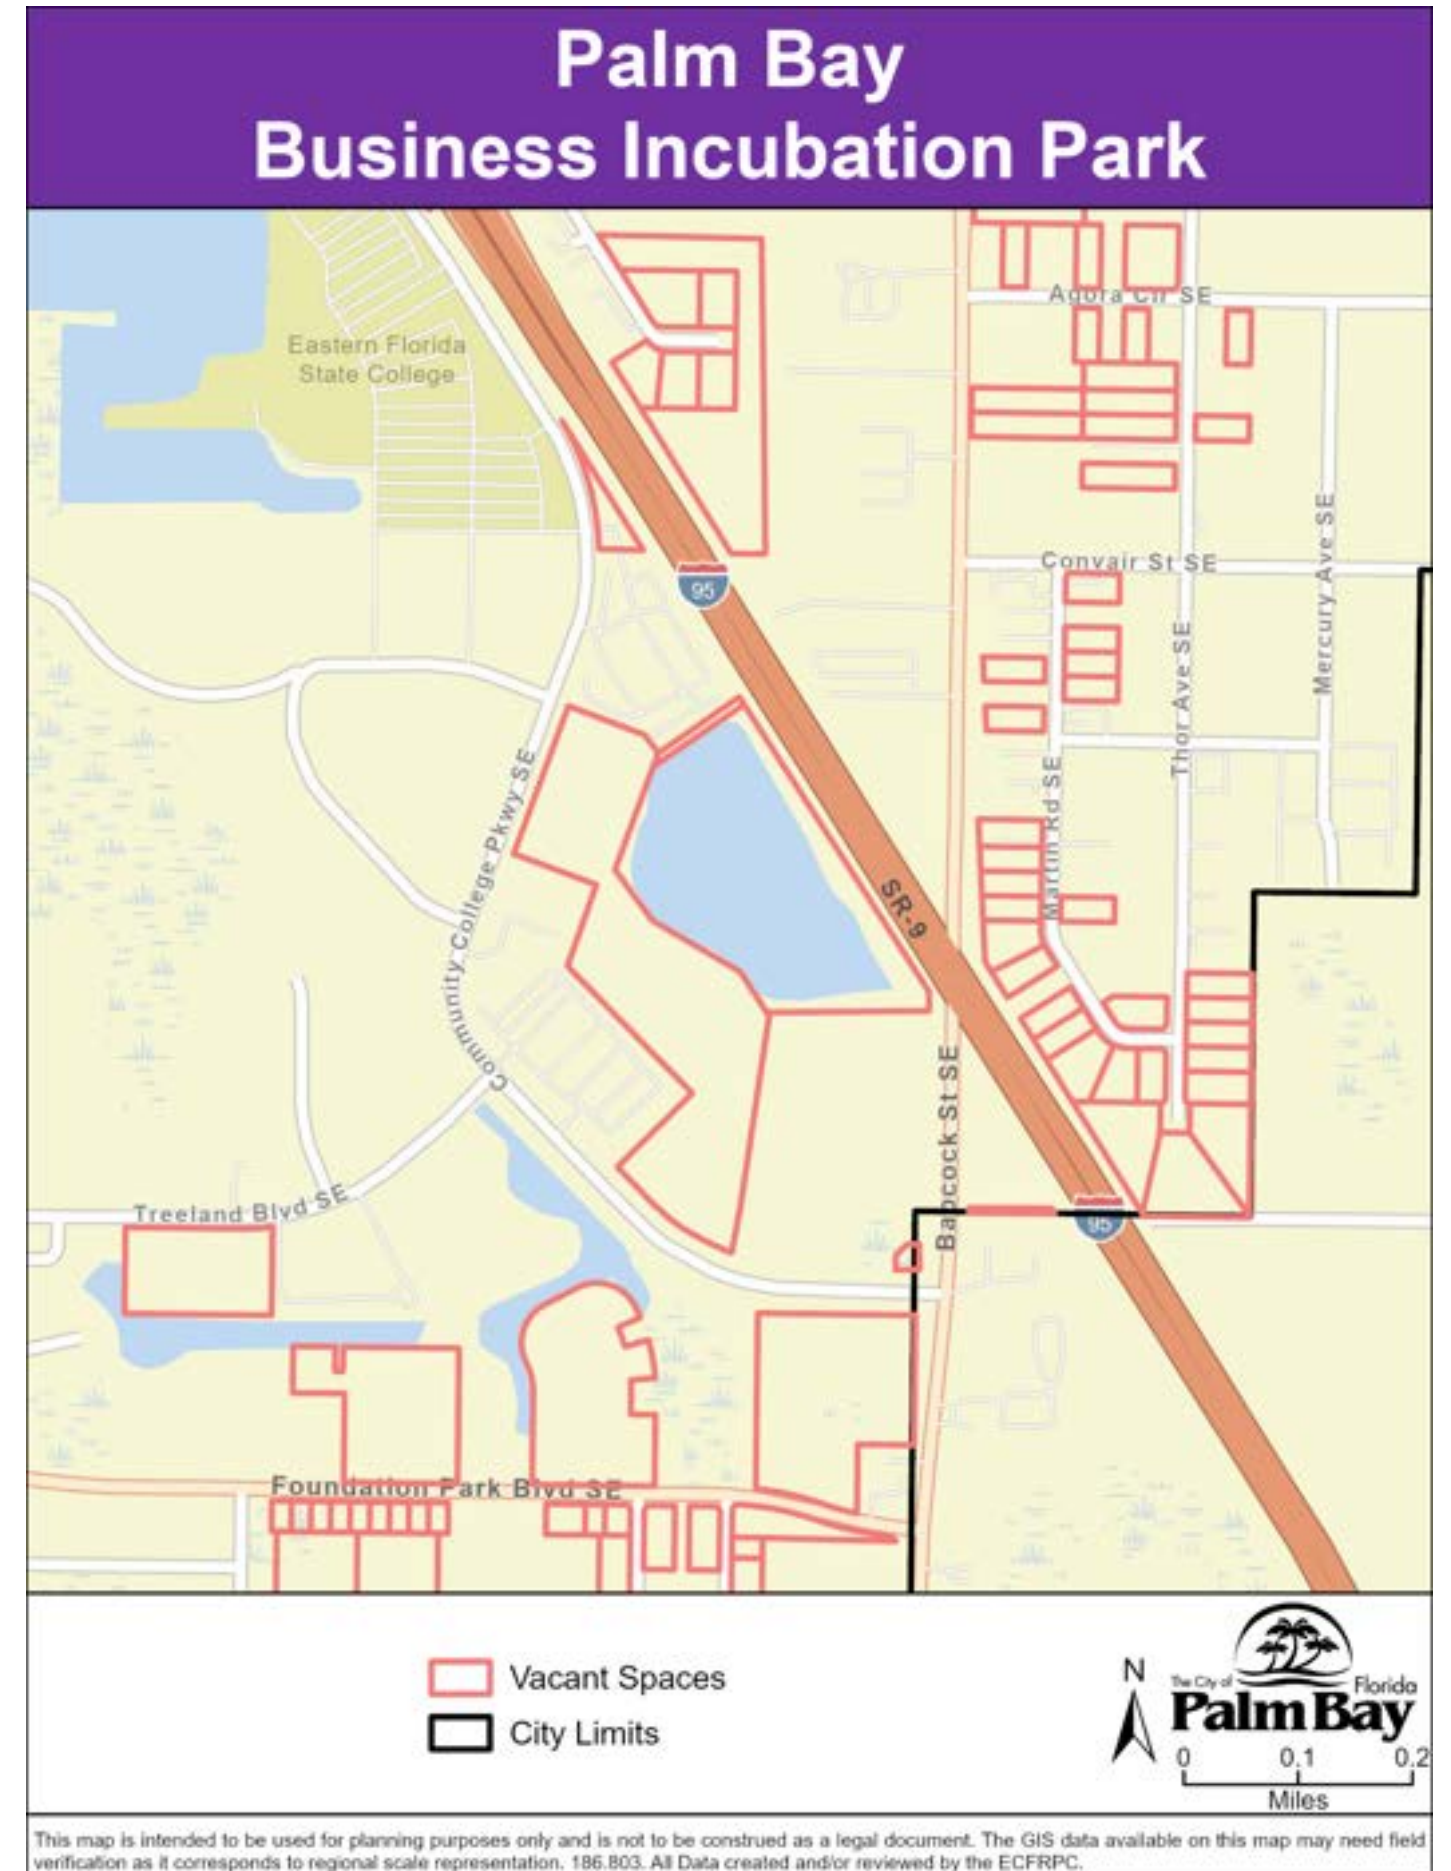 Palm Bay
Business Incubation Park
Agora Cir SE
Eastern Florida
State College
Convair St SE
95
Mercury Ave SE
Thor Ave SE
Community College Pkwy SE
Martin Rd SE
SR-9
Babcock St SE
Treeland Blvd SE
95
Foundation Park Blvd SE
Vacant Spaces
City Limits
N
The City of
Florida
Palm Bay
0 0.1 0.2
Miles
This map is intended to be used for planning purposes only and is not to be construed as a legal document. The GIS data available on this map may need field
verification as it corresponds to regional scale representation. 186.803. All Data created and/or reviewed by the ECFRPC.